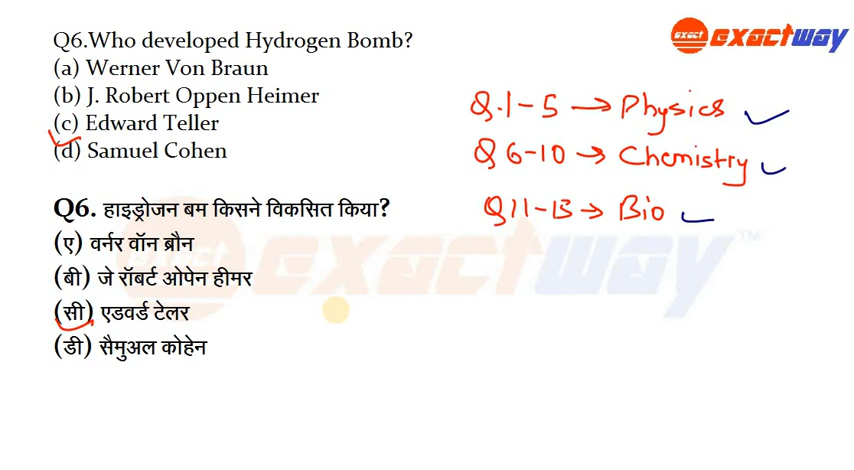 exact
exactway
Q6.Who developed Hydrogen Bomb?
(a) Werner Von Braun
(b) J. Robert Oppen Heimer
(c) Edward Teller
(d) Samuel Cohen
Q.1-5 → Physics
Q 6-10 → Chemistry
Q 11-13 → Bio
Q6. हाइड्रोजन बम किसने विकसित किया?
(ए) वर्नर वॉन ब्रौन
(बी) जे रॉबर्ट ओपेन हीमर
(सी) एडवर्ड टेलर
(डी) सैमुअल कोहेन
exactway™